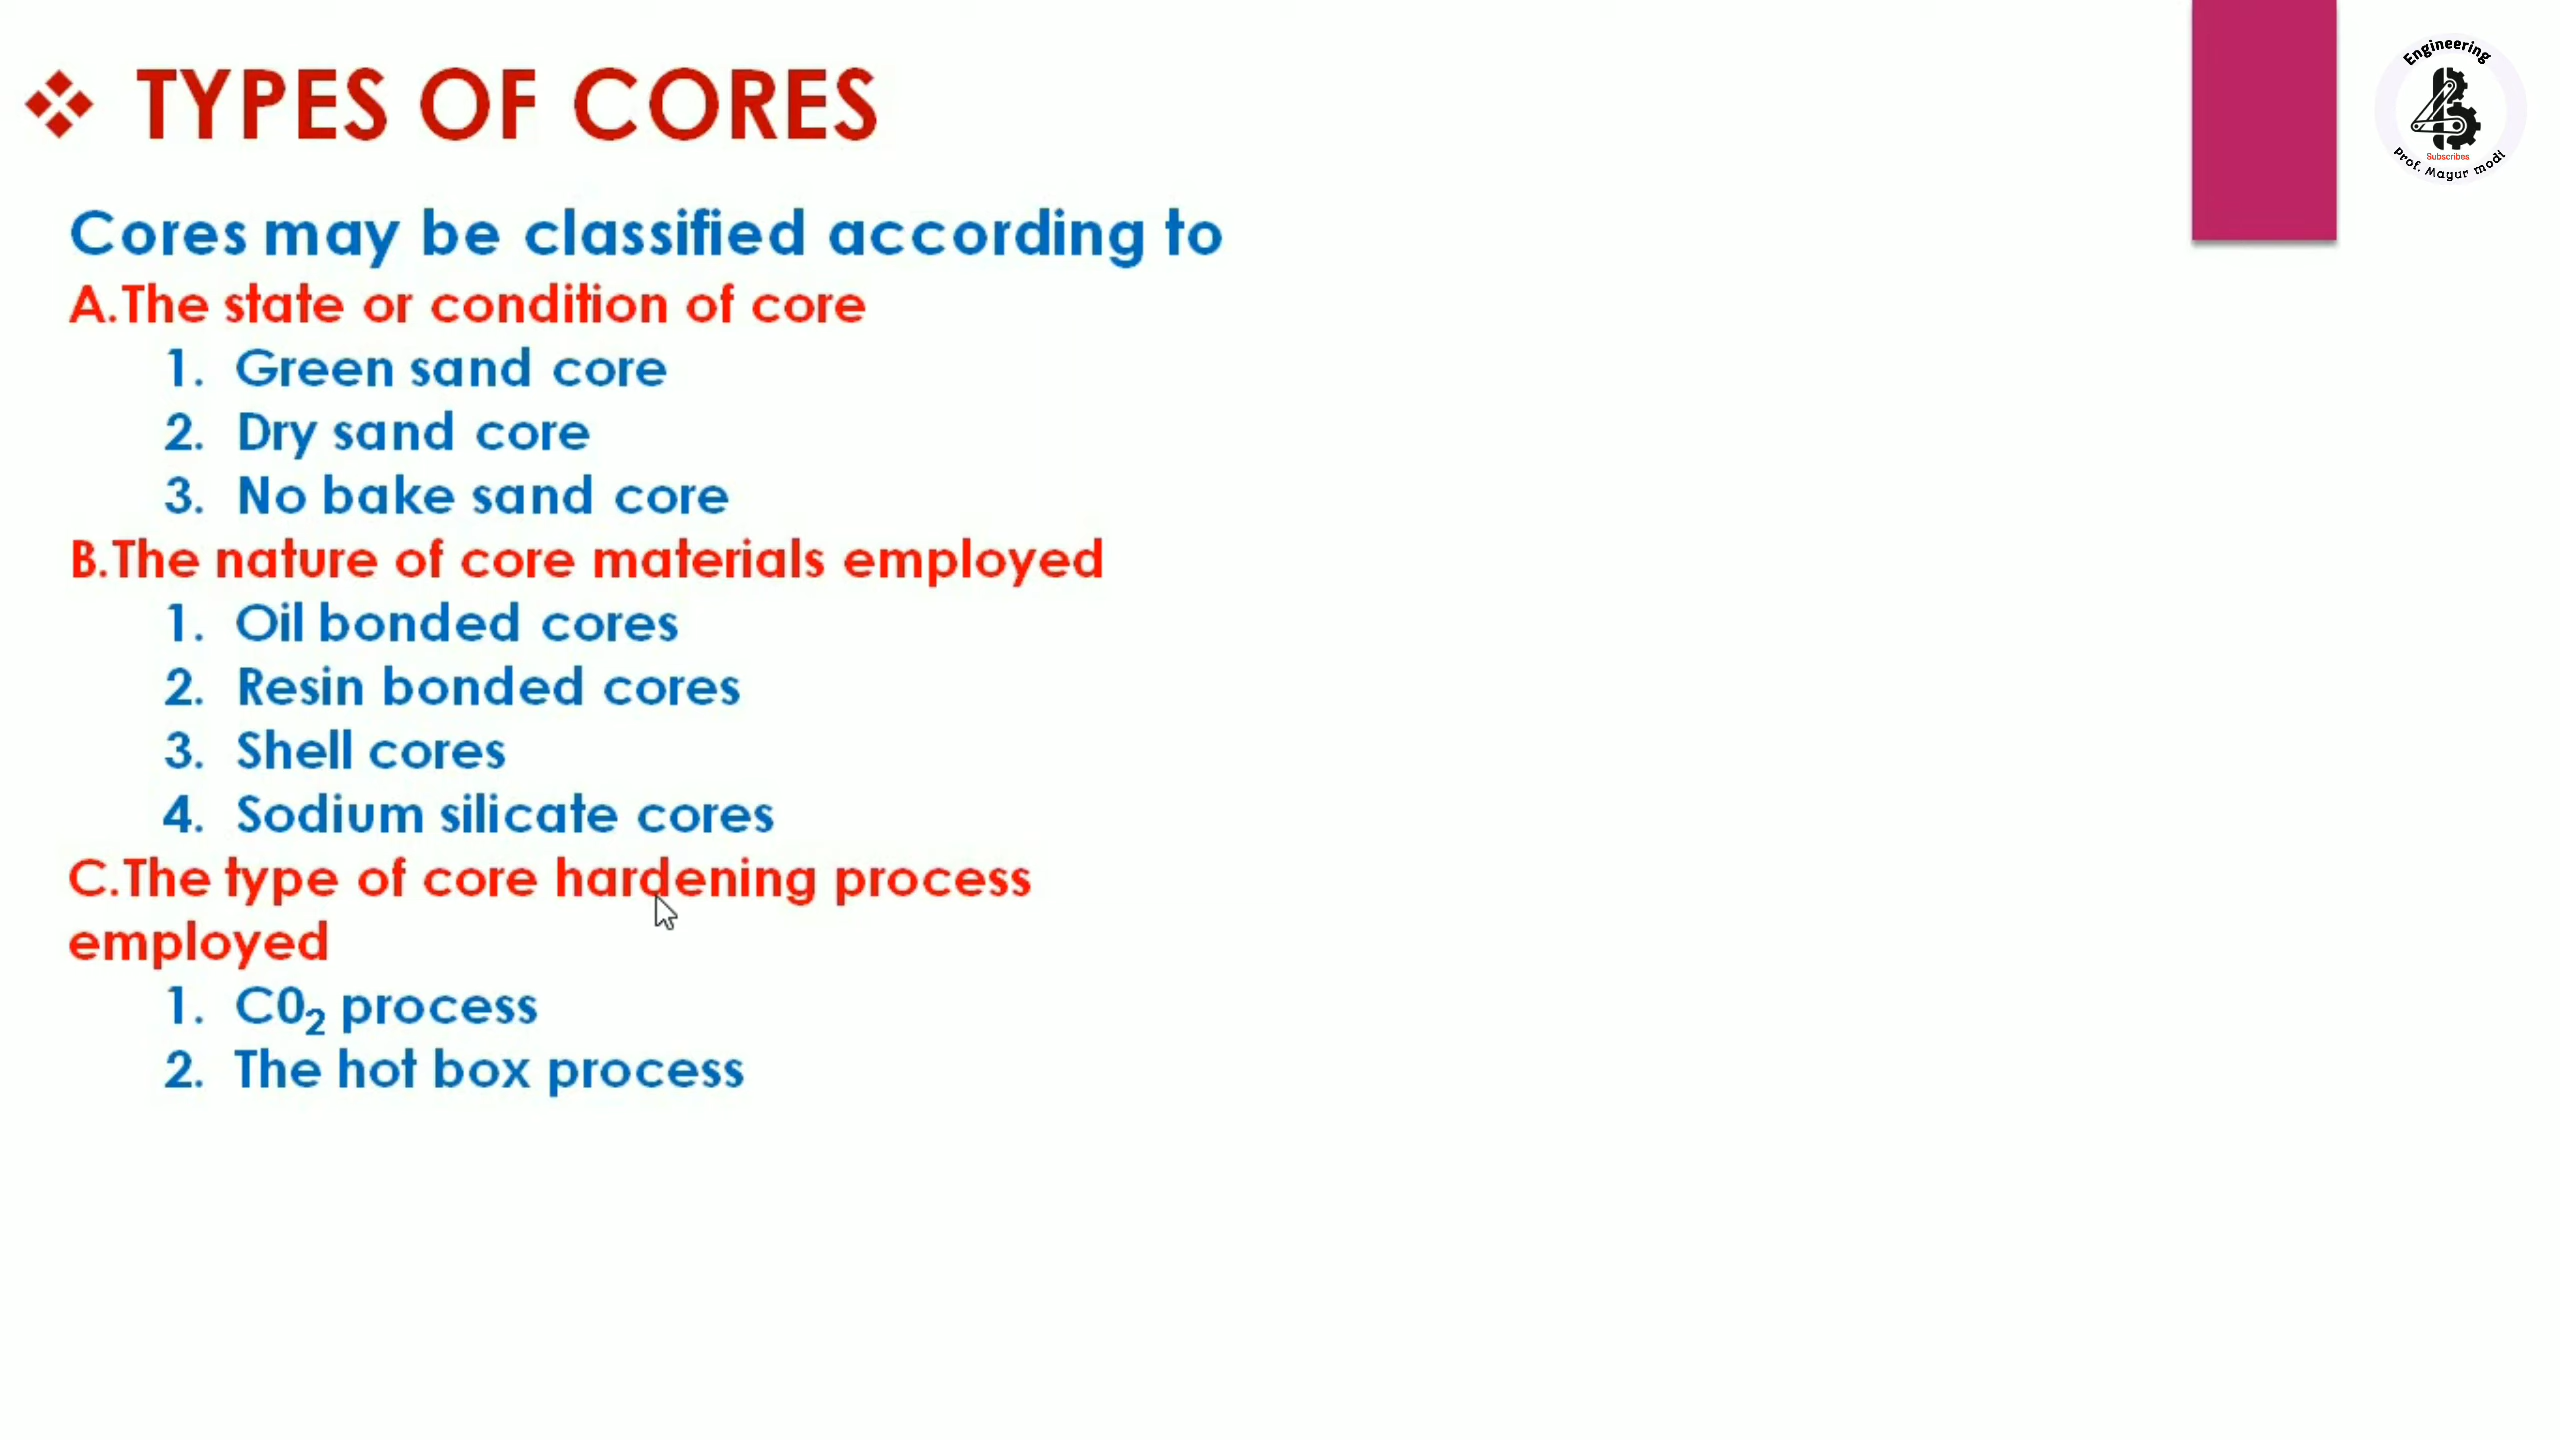 ❖ TYPES OF CORES
Cores may be classified according to
A.The state or condition of core
1. Green sand core
2. Dry sand core
3. No bake sand core
B.The nature of core materials employed
1. Oil bonded cores
2. Resin bonded cores
3. Shell cores
4. Sodium silicate cores
C.The type of core hardening process
employed
1. C0₂ process
2. The hot box process
Engineering
Subscribes
Prof. Mayur modi